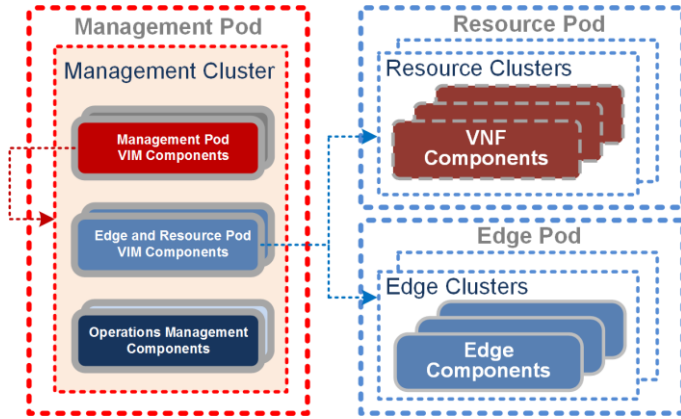 Management Pod
Management Cluster
Management Pod
VIM Components
Edge and Resource Pod
VIM Components
Operations Management
Components
Resource Pod
Resource Clusters
VNF
Components
Edge Pod
Edge Clusters
Edge
Components